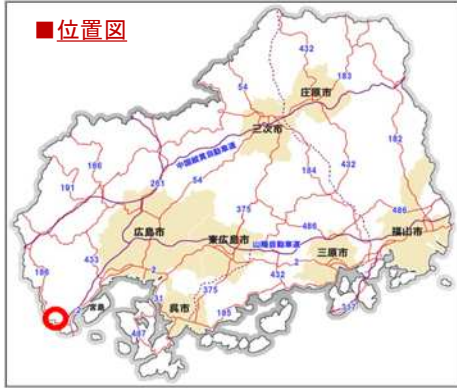 ■位置図
432
183
54
庄原市
三次市
中国縦貫自動車道
182
166
191
261
54
184
432
375
486
486
広島市
東広島市
山陽自動車道
福山市
三原市
433
186
2
2
432
375
31
呉市
185
317
宮島
2
487